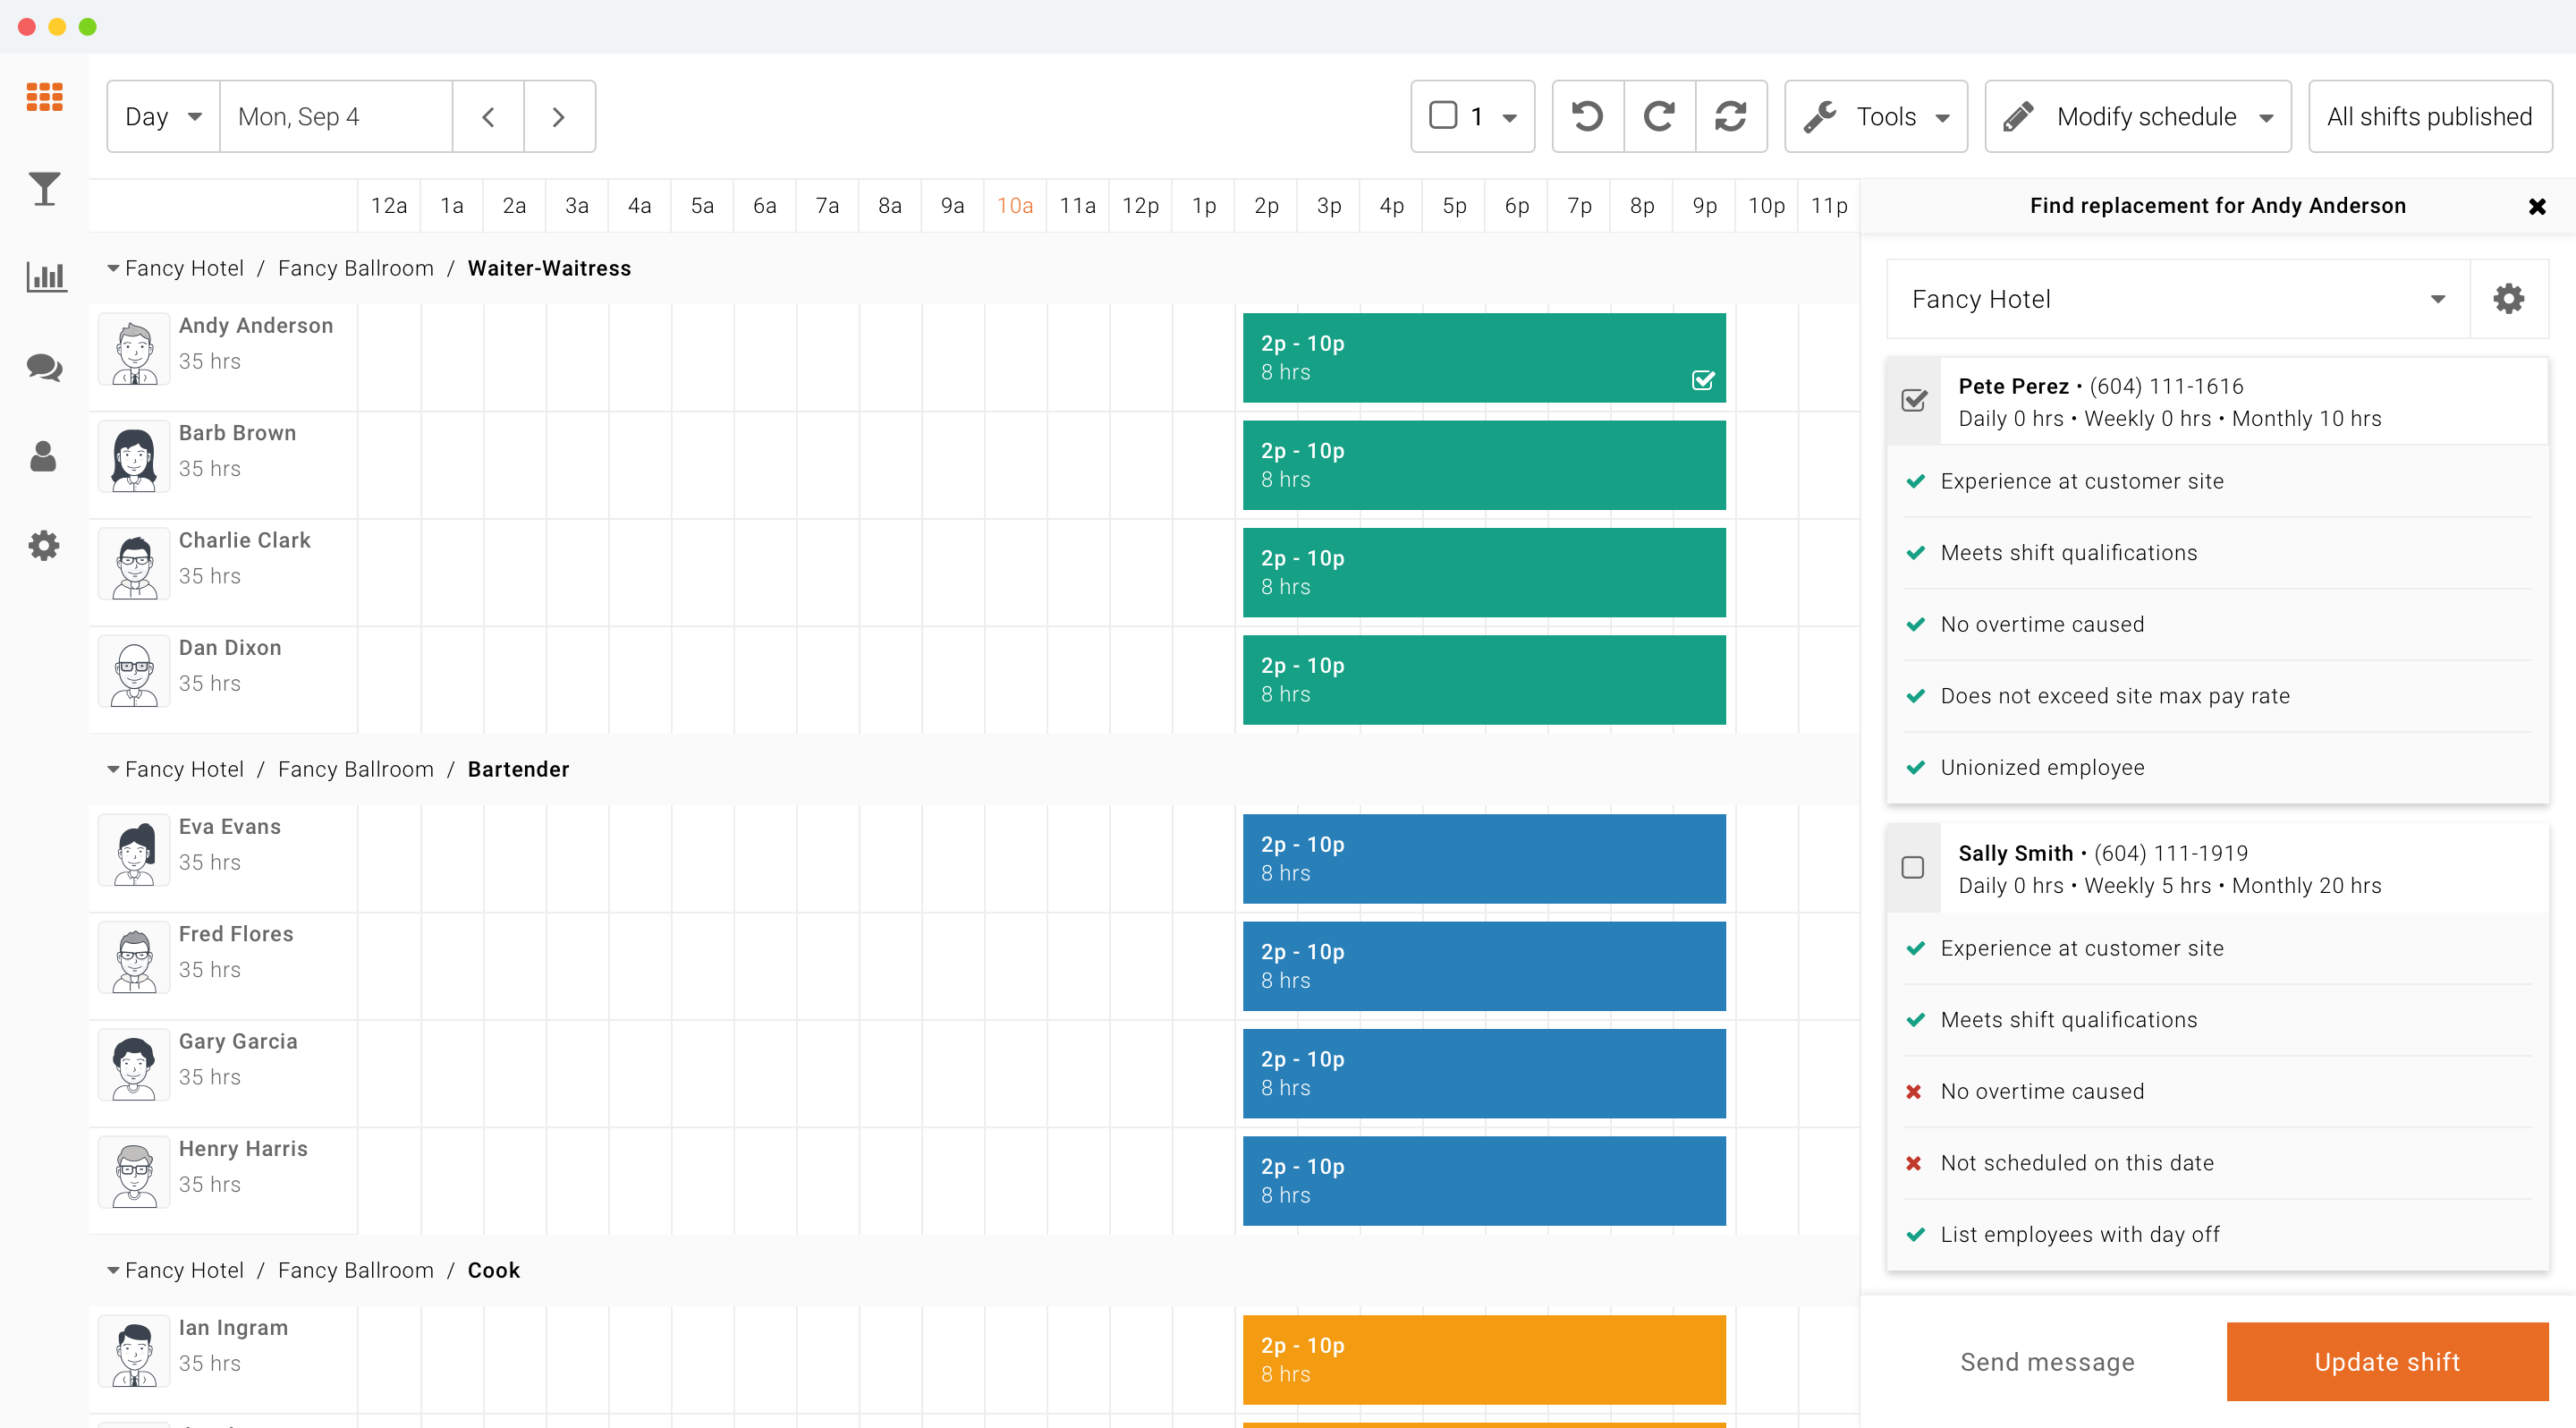 Day
Mon, Sep 4
1
Tools
Modify schedule
All shifts published
12a 1a 2a 3a 4a 5a 6a 7a 8a 9a 10a 11a 12p 1p 2p 3p 4p 5p 6p 7p 8p 9p 10p 11p
Fancy Hotel / Fancy Ballroom / Waiter-Waitress
Andy Anderson
35 hrs
2p - 10p
8 hrs
Barb Brown
35 hrs
2p - 10p
8 hrs
Charlie Clark
35 hrs
2p - 10p
8 hrs
Dan Dixon
35 hrs
2p - 10p
8 hrs
Fancy Hotel / Fancy Ballroom / Bartender
Eva Evans
35 hrs
2p - 10p
8 hrs
Fred Flores
35 hrs
2p - 10p
8 hrs
Gary Garcia
35 hrs
2p - 10p
8 hrs
Henry Harris
35 hrs
2p - 10p
8 hrs
Fancy Hotel / Fancy Ballroom / Cook
Ian Ingram
35 hrs
2p - 10p
8 hrs
Find replacement for Andy Anderson
Fancy Hotel
Pete Perez • (604) 111-1616
Daily 0 hrs • Weekly 0 hrs • Monthly 10 hrs
Experience at customer site
Meets shift qualifications
No overtime caused
Does not exceed site max pay rate
Unionized employee
Sally Smith • (604) 111-1919
Daily 0 hrs • Weekly 5 hrs • Monthly 20 hrs
Experience at customer site
Meets shift qualifications
No overtime caused
Not scheduled on this date
List employees with day off
Send message
Update shift